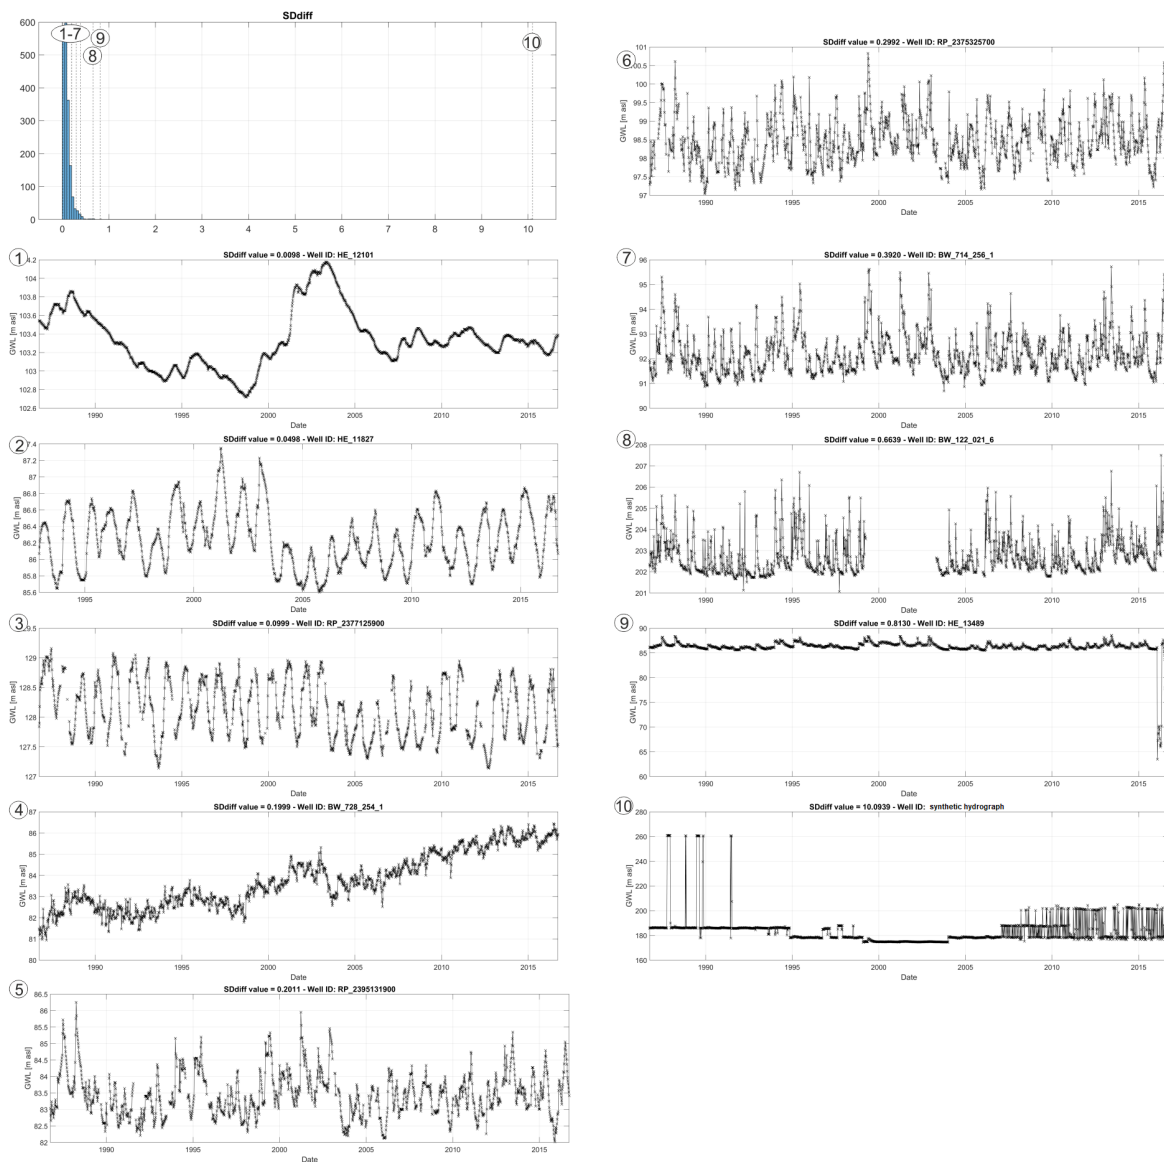 SDdiff
600
500
400
300
200
100
0
0 1 2 3 4 5 6 7 8 9 10
1-7
8
9
10
1
SDdiff value = 0.0098 - Well ID: HE_12101
GWL [m asl]
104.2
104
103.8
103.6
103.4
103.2
103
102.8
102.6
1990 1995 2000 2005 2010 2015
Date
2
SDdiff value = 0.0498 - Well ID: HE_11827
GWL [m asl]
87.4
87.2
87
86.8
86.6
86.4
86.2
86
85.8
85.6
1995 2000 2005 2010 2015
Date
3
SDdiff value = 0.0999 - Well ID: RP_2377125900
GWL [m asl]
129.5
129
128.5
128
127.5
127
1990 1995 2000 2005 2010 2015
Date
4
SDdiff value = 0.1999 - Well ID: BW_728_254_1
GWL [m asl]
87
86
85
84
83
82
81
80
1990 1995 2000 2005 2010 2015
Date
5
SDdiff value = 0.2011 - Well ID: RP_2395131900
GWL [m asl]
86.5
86
85.5
85
84.5
84
83.5
83
82.5
82
1990 1995 2000 2005 2010 2015
Date
6
SDdiff value = 0.2992 - Well ID: RP_2375325700
GWL [m asl]
101
100.5
100
99.5
99
98.5
98
97.5
97
1990 1995 2000 2005 2010 2015
Date
7
SDdiff value = 0.3920 - Well ID: BW_714_256_1
GWL [m asl]
96
95
94
93
92
91
90
1990 1995 2000 2005 2010 2015
Date
8
SDdiff value = 0.6639 - Well ID: BW_122_021_6
GWL [m asl]
208
207
206
205
204
203
202
201
1990 1995 2000 2005 2010 2015
Date
9
SDdiff value = 0.8130 - Well ID: HE_13489
GWL [m asl]
90
85
80
75
70
65
60
1990 1995 2000 2005 2010 2015
Date
10
SDdiff value = 10.0939 - Well ID: synthetic hydrograph
GWL [m asl]
280
260
240
220
200
180
160
1990 1995 2000 2005 2010 2015
Date